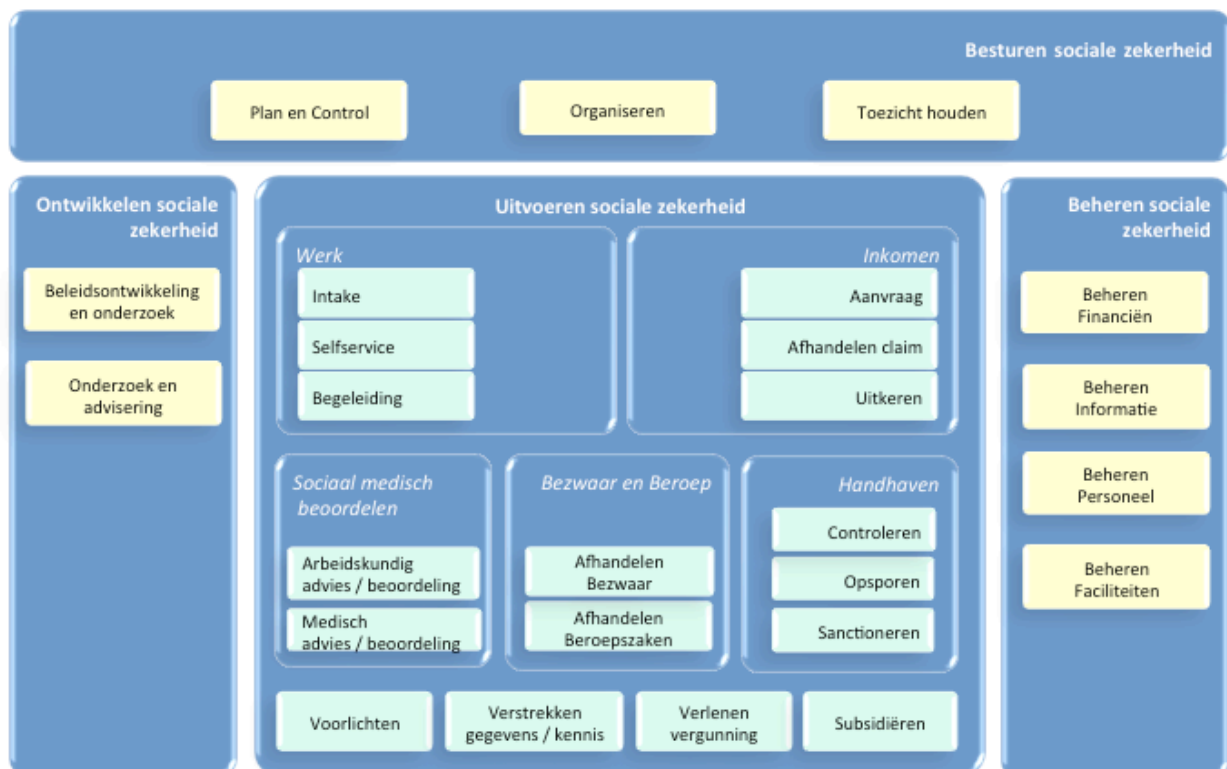 Besturen sociale zekerheid
Plan en Control
Organiseren
Toezicht houden
Ontwikkelen sociale
zekerheid
Beleidsontwikkeling
en onderzoek
Onderzoek en
advisering
Uitvoeren sociale zekerheid
Werk
Intake
Selfservice
Begeleiding
Inkomen
Aanvraag
Afhandelen claim
Uitkeren
Sociaal medisch
beoordelen
Arbeidskundig
advies / beoordeling
Medisch
advies / beoordeling
Bezwaar en Beroep
Afhandelen
Bezwaar
Afhandelen
Beroepszaken
Handhaven
Controleren
Opsporen
Sanctioneren
Voorlichten
Verstrekken
gegevens / kennis
Verlenen
vergunning
Subsidiëren
Beheren sociale
zekerheid
Beheren
Financiën
Beheren
Informatie
Beheren
Personeel
Beheren
Faciliteiten